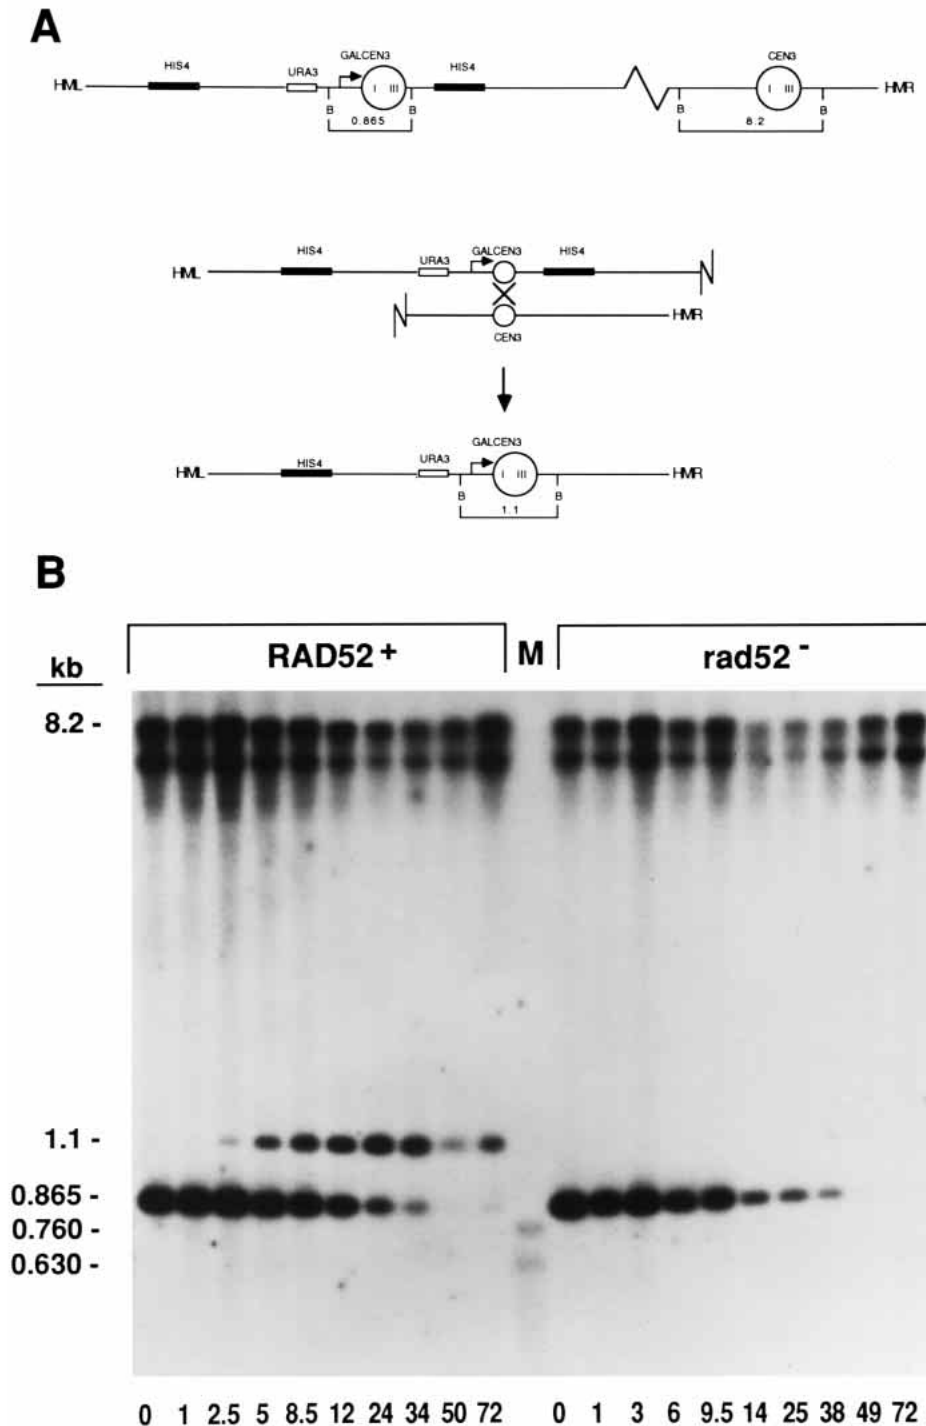 A
HIS4 URA3 GALCEN3 HIS4 CEN3
HML I III HMR
I III
B B B B
0.865 8.2
HIS4 URA3 GALCEN3 HIS4
HML
HMR
CEN3
GALCEN3
HML HIS4 URA3 I III HMR
B B
1.1
B
kb RAD52+ M rad52-
8.2 -
1.1 -
0.865 -
0.760 -
0.630 -
0 1 2.5 5 8.5 12 24 34 50 72 0 1 3 6 9.5 14 25 38 49 72